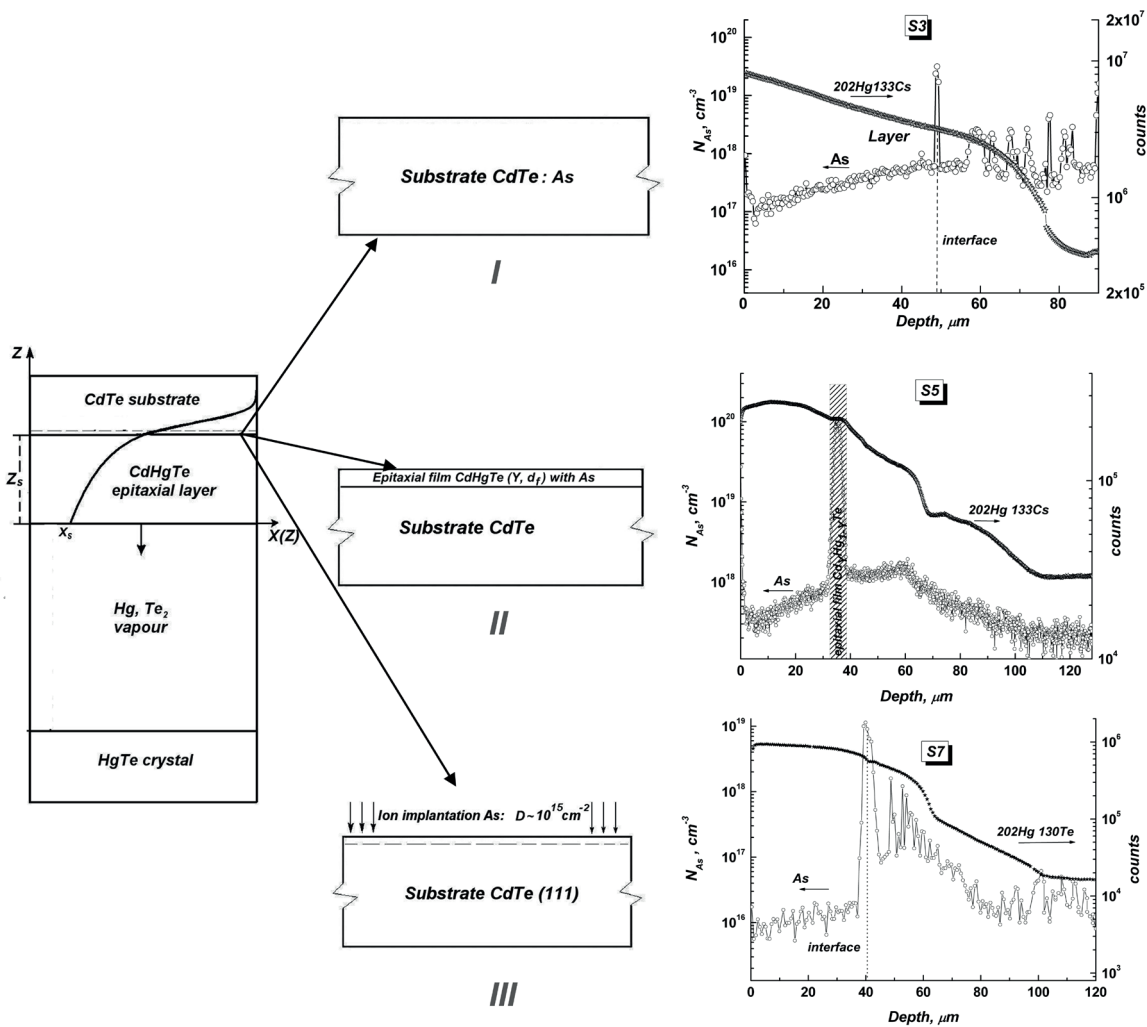 Z
CdTe substrate
Z_s
CdHgTe
epitaxial layer
x_s
X(Z)
Hg, Te_2
vapour
HgTe crystal
Substrate CdTe : As
I
Epitaxial film CdHgTe (Y, d_f) with As
Substrate CdTe
II
Ion implantation As: D~10^15 cm^-2
Substrate CdTe (111)
III
S3
10^20
10^19
10^18
10^17
10^16
N_As, cm^-3
2x10^7
10^7
10^6
2x10^5
counts
202Hg133Cs
Layer
As
interface
0 20 40 60 80
Depth, μm
S5
10^20
10^19
10^18
N_As, cm^-3
10^5
10^4
counts
202Hg 133Cs
As
epitaxial film Cd_YHg_1-YTe
0 20 40 60 80 100 120
Depth, μm
S7
10^19
10^18
10^17
10^16
N_As, cm^-3
10^6
10^5
10^4
10^3
counts
202Hg 130Te
As
interface
0 20 40 60 80 100 120
Depth, μm